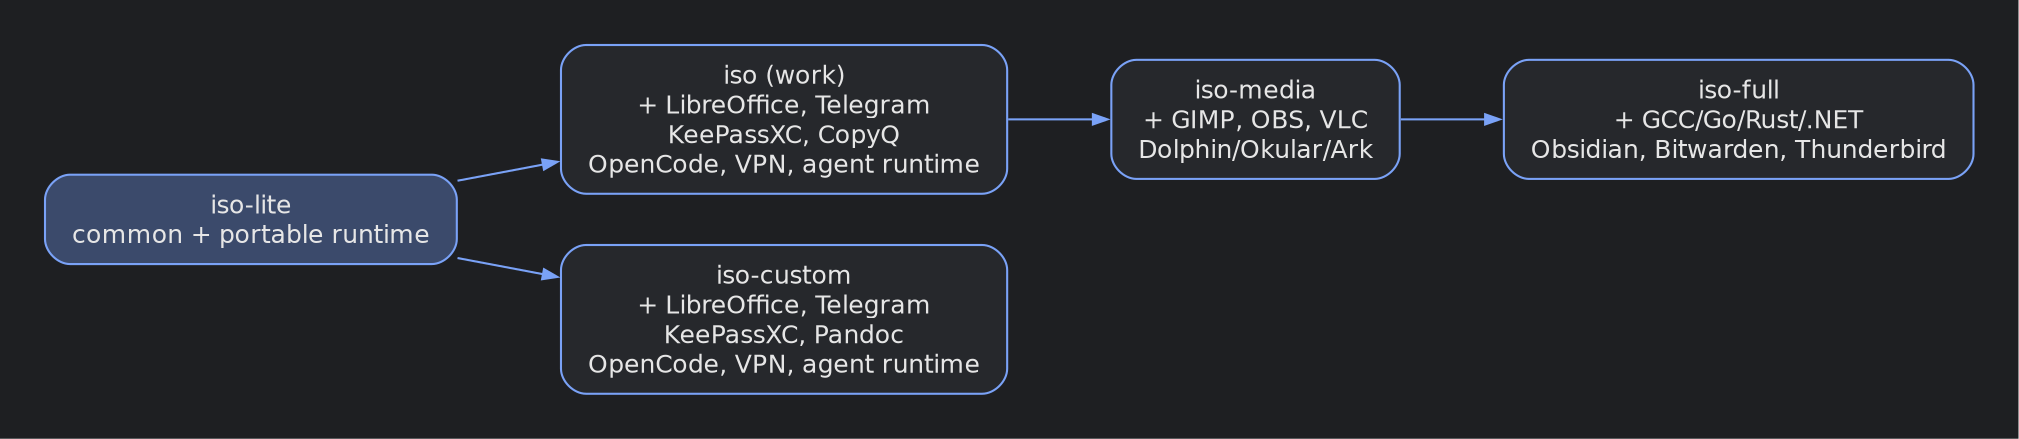 iso-lite
common + portable runtime
iso (work)
+ LibreOffice, Telegram
KeePassXC, CopyQ
OpenCode, VPN, agent runtime
iso-custom
+ LibreOffice, Telegram
KeePassXC, Pandoc
OpenCode, VPN, agent runtime
iso-media
+ GIMP, OBS, VLC
Dolphin/Okular/Ark
iso-full
+ GCC/Go/Rust/.NET
Obsidian, Bitwarden, Thunderbird